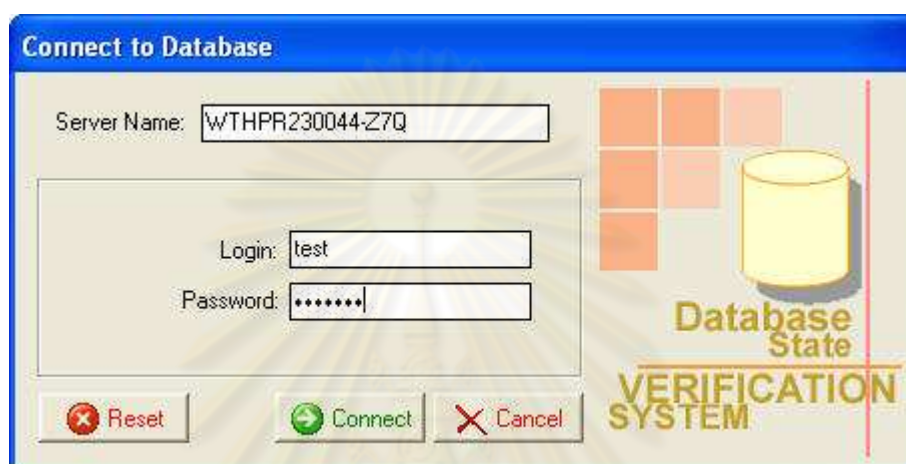 Connect to Database
Server Name: WTHPR230044-Z7Q
Login: test
Password: •••••••
Reset Connect Cancel
Database
State
VERIFICATION
SYSTEM